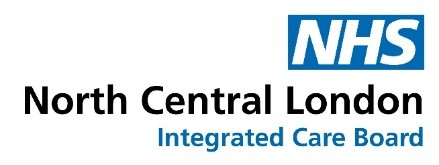 NHS
North Central London
Integrated Care Board